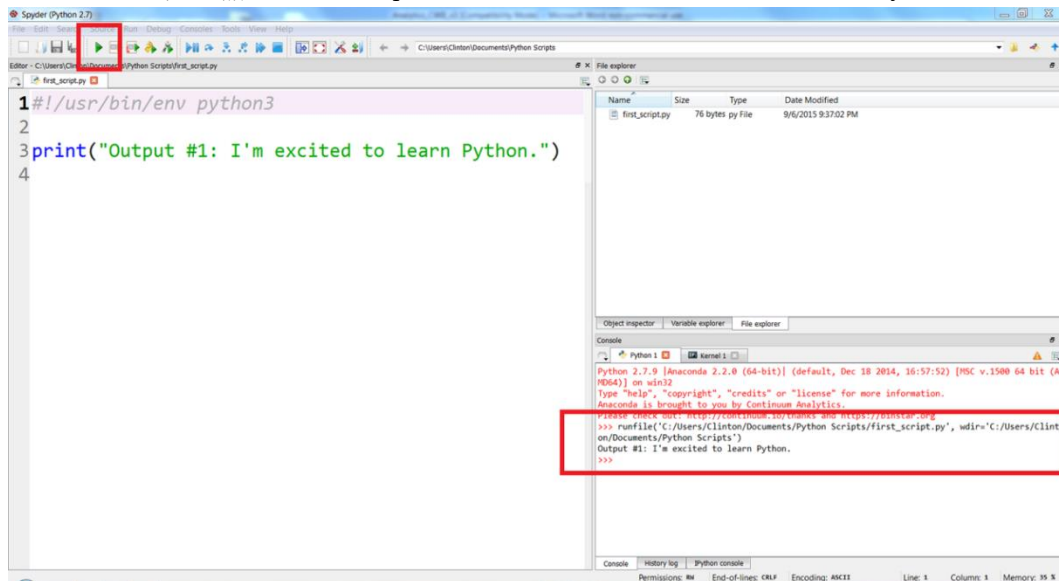 Spyder (Python 2.7)
File Edit Search Source Run Debug Consoles Tools View Help
C:\Users\Clinton\Documents\Python Scripts
Editor - C:\Users\Clinton\Documents\Python Scripts\first_script.py
first_script.py
1 #!/usr/bin/env python3
2
3 print("Output #1: I'm excited to learn Python.")
4
File explorer
Name Size Type Date Modified
first_script.py 76 bytes py File 9/6/2015 9:37:02 PM
Object inspector Variable explorer File explorer
Console
Python 1 Kernel 1
Python 2.7.9 |Anaconda 2.2.0 (64-bit)| (default, Dec 18 2014, 16:57:52) [MSC v.1500 64 bit (A
MD64)] on win32
Type "help", "copyright", "credits" or "license" for more information.
Anaconda is brought to you by Continuum Analytics.
Please check out: http://continuum.io/thanks and https://binstar.org
>>> runfile('C:/Users/Clinton/Documents/Python Scripts/first_script.py', wdir='C:/Users/Clint
on/Documents/Python Scripts')
Output #1: I'm excited to learn Python.
>>>
Console History log IPython console
Permissions: RW End-of-lines: CRLF Encoding: ASCII Line: 1 Column: 1 Memory: 35 %